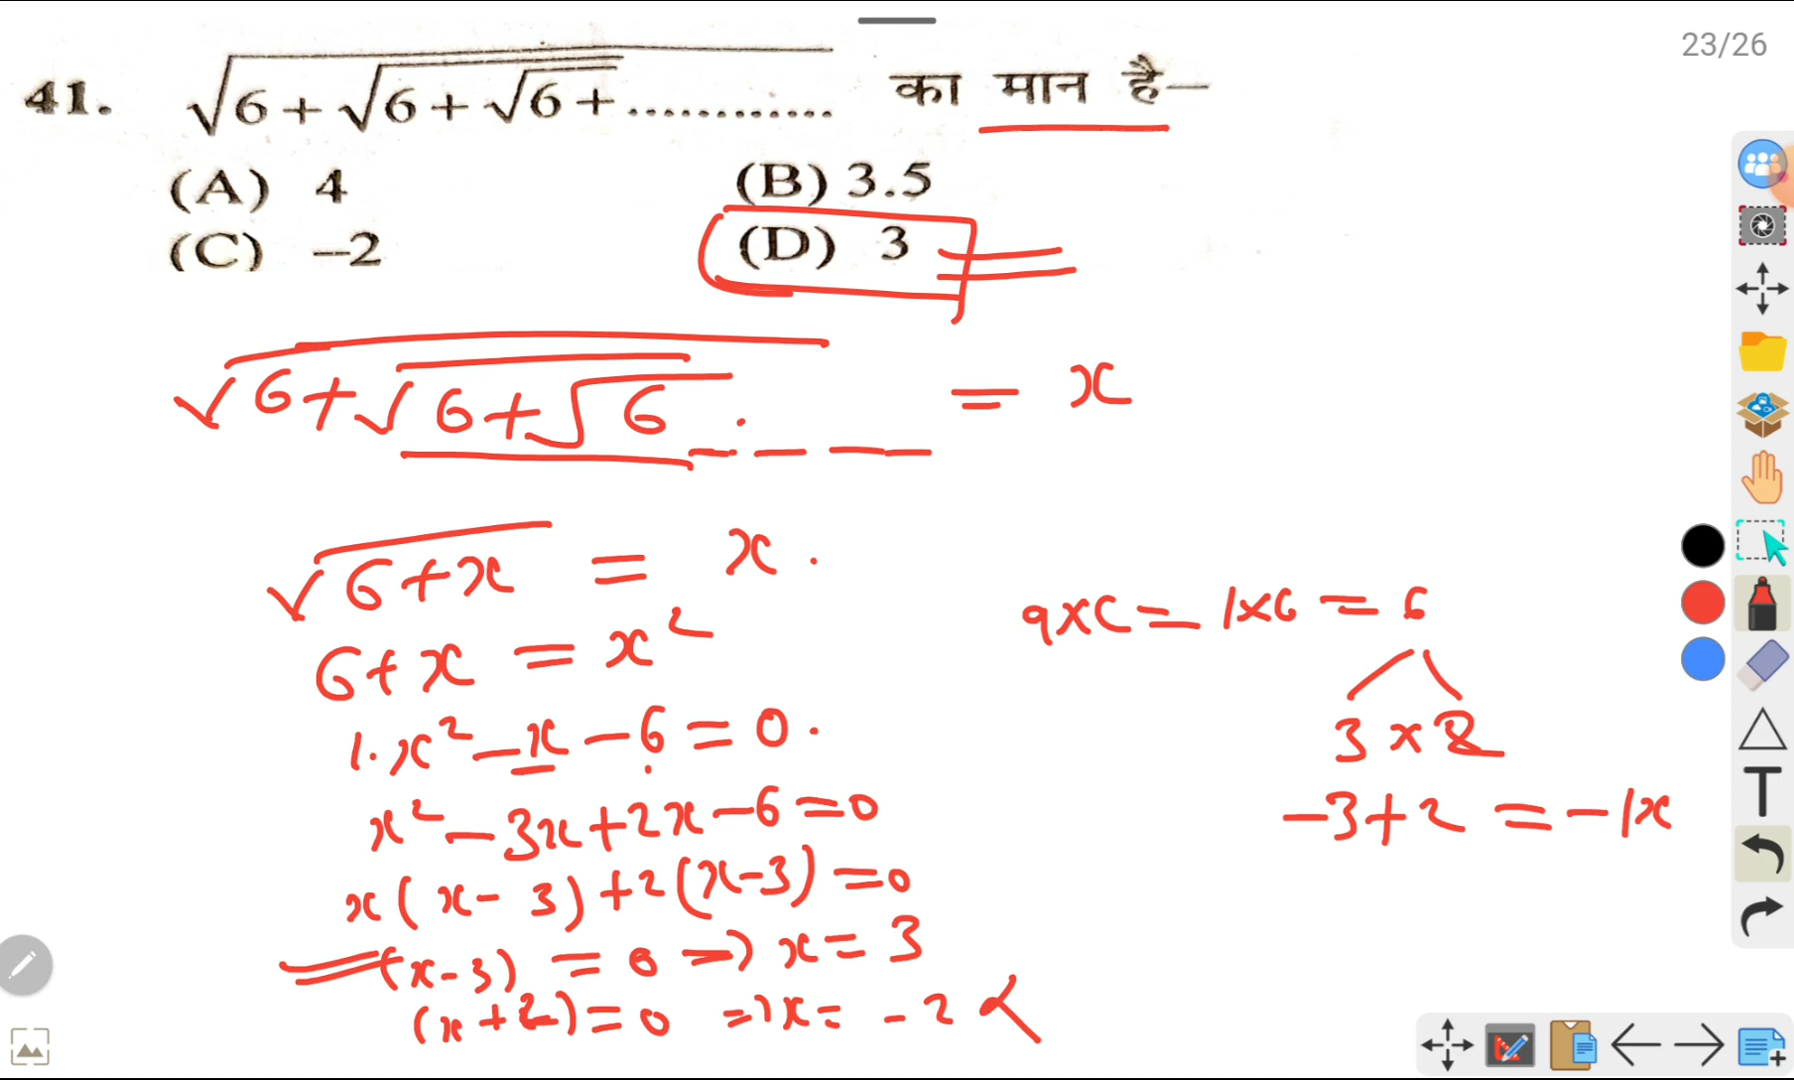 23/26
41. √6 + √6 + √6 + ............ का मान है—
(A) 4 (B) 3.5
(C) –2 (D) 3
√6+√6+√6 . _ _ _ = x
√6+x = x .
6+x = x²
1.x² – x – 6 = 0 .
x² – 3x + 2x – 6 = 0
x(x – 3) + 2(x – 3) = 0
(x – 3) = 0 → x = 3
(x + 2) = 0 ⇒ x = – 2
a×c = 1×6 = 6
3 × 2
–3+2 = –1x
T